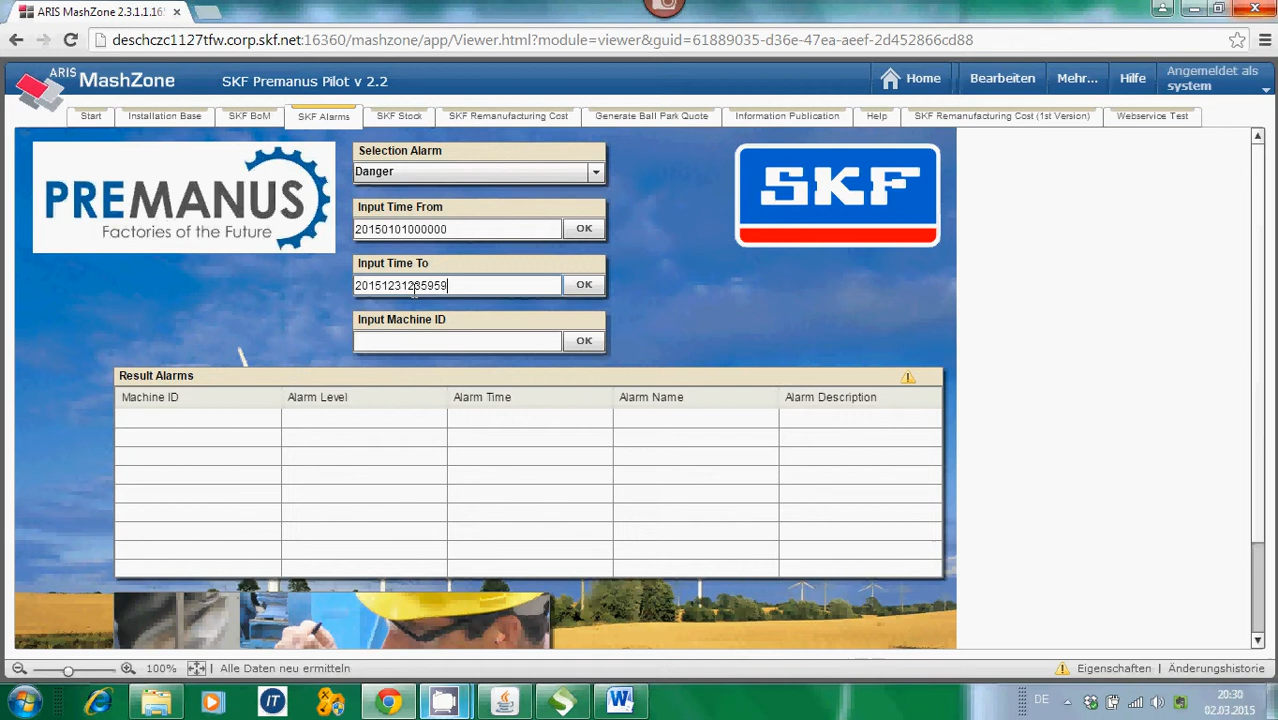 ARIS MashZone 2.3.1.1.16
deschczc1127tfw.corp.skf.net:16360/mashzone/app/Viewer.html?module=viewer&guid=61889035-d36e-47ea-aeef-2d452866cd88
ARIS MashZone
SKF Premanus Pilot v 2.2
Home
Bearbeiten
Mehr...
Hilfe
Angemeldet als
system
Start
Installation Base
SKF BoM
SKF Alarms
SKF Stock
SKF Remanufacturing Cost
Generate Ball Park Quote
Information Publication
Help
SKF Remanufacturing Cost (1st Version)
Webservice Test
PREMANUS
Factories of the Future
SKF
Selection Alarm
Danger
Input Time From
20150101000000 OK
Input Time To
20151231235959 OK
Input Machine ID
OK
Result Alarms
Machine ID Alarm Level Alarm Time Alarm Name Alarm Description
100% Alle Daten neu ermitteln
Eigenschaften Änderungshistorie
IT
DE
20:30
02.03.2015